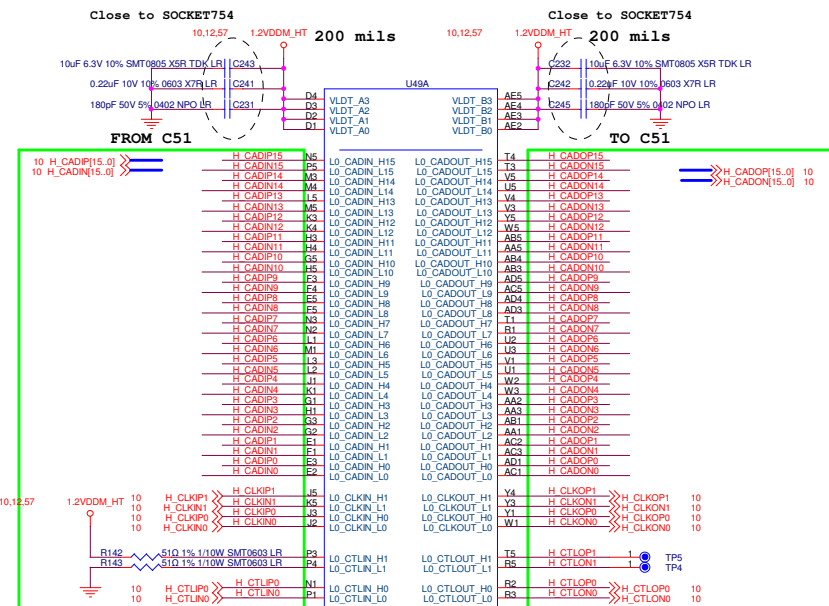 Close to SOCKET754
Close to SOCKET754
10,12,57 1.2VDDM_HT 200 mils
10,12,57 1.2VDDM_HT 200 mils
10uF 6.3V 10% SMT0805 X5R TDK LR C243
C232 10uF 6.3V 10% SMT0805 X5R TDK LR
0.22uF 10V 10% 0603 X7R LR C241
C242 0.22uF 10V 10% 0603 X7R LR
180pF 50V 5% 0402 NPO LR C231
C245 180pF 50V 5% 0402 NPO LR
U49A
D4 VLDT_A3 VLDT_B3 AE5
D3 VLDT_A2 VLDT_B2 AE4
D2 VLDT_A1 VLDT_B1 AE3
D1 VLDT_A0 VLDT_B0 AE2
FROM C51 TO C51
10 H_CADIP[15..0]
10 H_CADIN[15..0]
H_CADOP[15..0] 10
H_CADON[15..0] 10
H_CADIP15 N5 L0_CADIN_H15 L0_CADOUT_H15 T4 H_CADOP15
H_CADIN15 P5 L0_CADIN_L15 L0_CADOUT_L15 T3 H_CADON15
H_CADIP14 M3 L0_CADIN_H14 L0_CADOUT_H14 V5 H_CADOP14
H_CADIN14 M4 L0_CADIN_L14 L0_CADOUT_L14 U5 H_CADON14
H_CADIP13 L5 L0_CADIN_H13 L0_CADOUT_H13 V4 H_CADOP13
H_CADIN13 M5 L0_CADIN_L13 L0_CADOUT_L13 V3 H_CADON13
H_CADIP12 K3 L0_CADIN_H12 L0_CADOUT_H12 Y5 H_CADOP12
H_CADIN12 K4 L0_CADIN_L12 L0_CADOUT_L12 W5 H_CADON12
H_CADIP11 H3 L0_CADIN_H11 L0_CADOUT_H11 AB5 H_CADOP11
H_CADIN11 H4 L0_CADIN_L11 L0_CADOUT_L11 AA5 H_CADON11
H_CADIP10 G5 L0_CADIN_H10 L0_CADOUT_H10 AB4 H_CADOP10
H_CADIN10 H5 L0_CADIN_L10 L0_CADOUT_L10 AB3 H_CADON10
H_CADIP9 F3 L0_CADIN_H9 L0_CADOUT_H9 AD5 H_CADOP9
H_CADIN9 F4 L0_CADIN_L9 L0_CADOUT_L9 AC5 H_CADON9
H_CADIP8 E5 L0_CADIN_H8 L0_CADOUT_H8 AD4 H_CADOP8
H_CADIN8 F5 L0_CADIN_L8 L0_CADOUT_L8 AD3 H_CADON8
H_CADIP7 N3 L0_CADIN_H7 L0_CADOUT_H7 T1 H_CADOP7
H_CADIN7 N2 L0_CADIN_L7 L0_CADOUT_L7 R1 H_CADON7
H_CADIP6 L1 L0_CADIN_H6 L0_CADOUT_H6 U2 H_CADOP6
H_CADIN6 M1 L0_CADIN_L6 L0_CADOUT_L6 U3 H_CADON6
H_CADIP5 L3 L0_CADIN_H5 L0_CADOUT_H5 V1 H_CADOP5
H_CADIN5 L2 L0_CADIN_L5 L0_CADOUT_L5 U1 H_CADON5
H_CADIP4 J1 L0_CADIN_H4 L0_CADOUT_H4 W2 H_CADOP4
H_CADIN4 K1 L0_CADIN_L4 L0_CADOUT_L4 W3 H_CADON4
H_CADIP3 G1 L0_CADIN_H3 L0_CADOUT_H3 AA2 H_CADOP3
H_CADIN3 H1 L0_CADIN_L3 L0_CADOUT_L3 AA3 H_CADON3
H_CADIP2 G3 L0_CADIN_H2 L0_CADOUT_H2 AB1 H_CADOP2
H_CADIN2 G2 L0_CADIN_L2 L0_CADOUT_L2 AA1 H_CADON2
H_CADIP1 E1 L0_CADIN_H1 L0_CADOUT_H1 AC2 H_CADOP1
H_CADIN1 F1 L0_CADIN_L1 L0_CADOUT_L1 AC3 H_CADON1
H_CADIP0 E3 L0_CADIN_H0 L0_CADOUT_H0 AD1 H_CADOP0
H_CADIN0 E2 L0_CADIN_L0 L0_CADOUT_L0 AC1 H_CADON0
10,12,57 1.2VDDM_HT
10 H_CLKIP1 H_CLKIP1 J5 L0_CLKIN_H1 L0_CLKOUT_H1 Y4 H_CLKOP1 H_CLKOP1 10
10 H_CLKIN1 H_CLKIN1 K5 L0_CLKIN_L1 L0_CLKOUT_L1 Y3 H_CLKON1 H_CLKON1 10
10 H_CLKIP0 H_CLKIP0 J3 L0_CLKIN_H0 L0_CLKOUT_H0 Y1 H_CLKOP0 H_CLKOP0 10
10 H_CLKIN0 H_CLKIN0 J2 L0_CLKIN_L0 L0_CLKOUT_L0 W1 H_CLKON0 H_CLKON0 10
R142 51Ω 1% 1/10W SMT0603 LR P3 L0_CTLIN_H1 L0_CTLOUT_H1 T5 H_CTLOP1 1 TP5
R143 51Ω 1% 1/10W SMT0603 LR P4 L0_CTLIN_L1 L0_CTLOUT_L1 R5 H_CTLON1 1 TP4
10 H_CTLIP0 H_CTLIP0 N1 L0_CTLIN_H0 L0_CTLOUT_H0 R2 H_CTLOP0 H_CTLOP0 10
10 H_CTLIN0 H_CTLIN0 P1 L0_CTLIN_L0 L0_CTLOUT_L0 R3 H_CTLON0 H_CTLON0 10